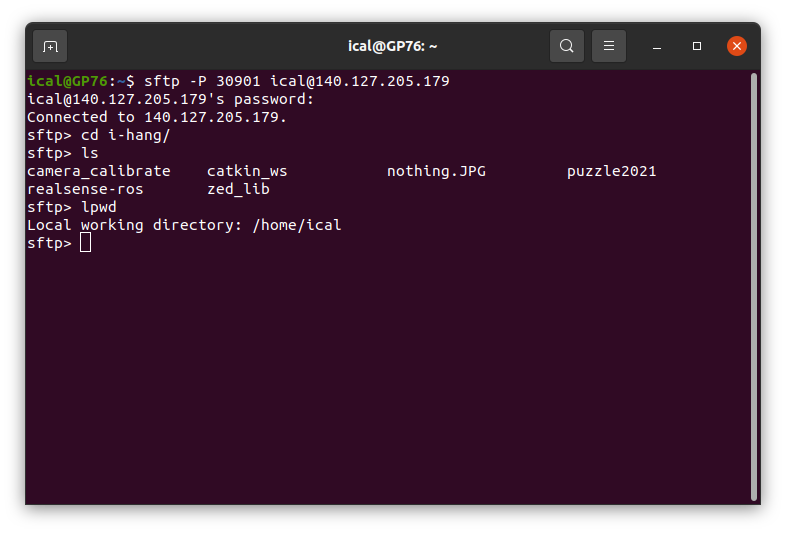 ical@GP76: ~
ical@GP76:~$ sftp -P 30901 ical@140.127.205.179
ical@140.127.205.179's password:
Connected to 140.127.205.179.
sftp> cd i-hang/
sftp> ls
camera_calibrate    catkin_ws           nothing.JPG         puzzle2021
realsense-ros       zed_lib
sftp> lpwd
Local working directory: /home/ical
sftp>